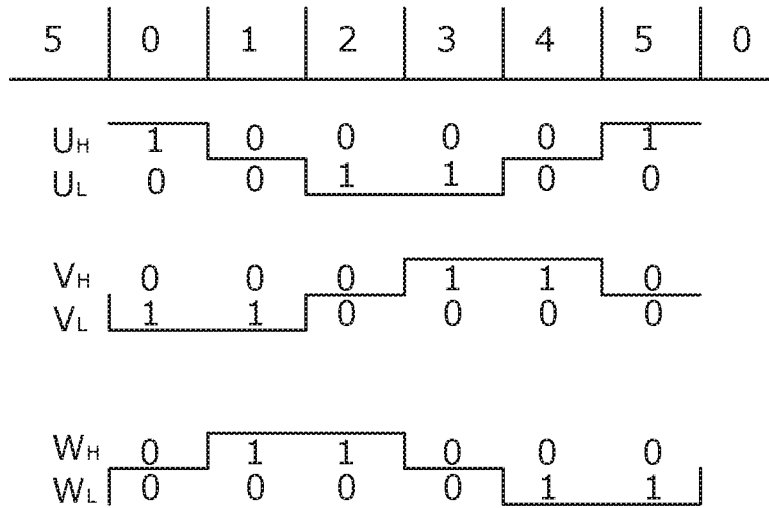 5 0 1 2 3 4 5 0
UH 1 0 0 0 0 1
UL 0 0 1 1 0 0
VH 0 0 0 1 1 0
VL 1 1 0 0 0 0
WH 0 1 1 0 0 0
WL 0 0 0 0 1 1